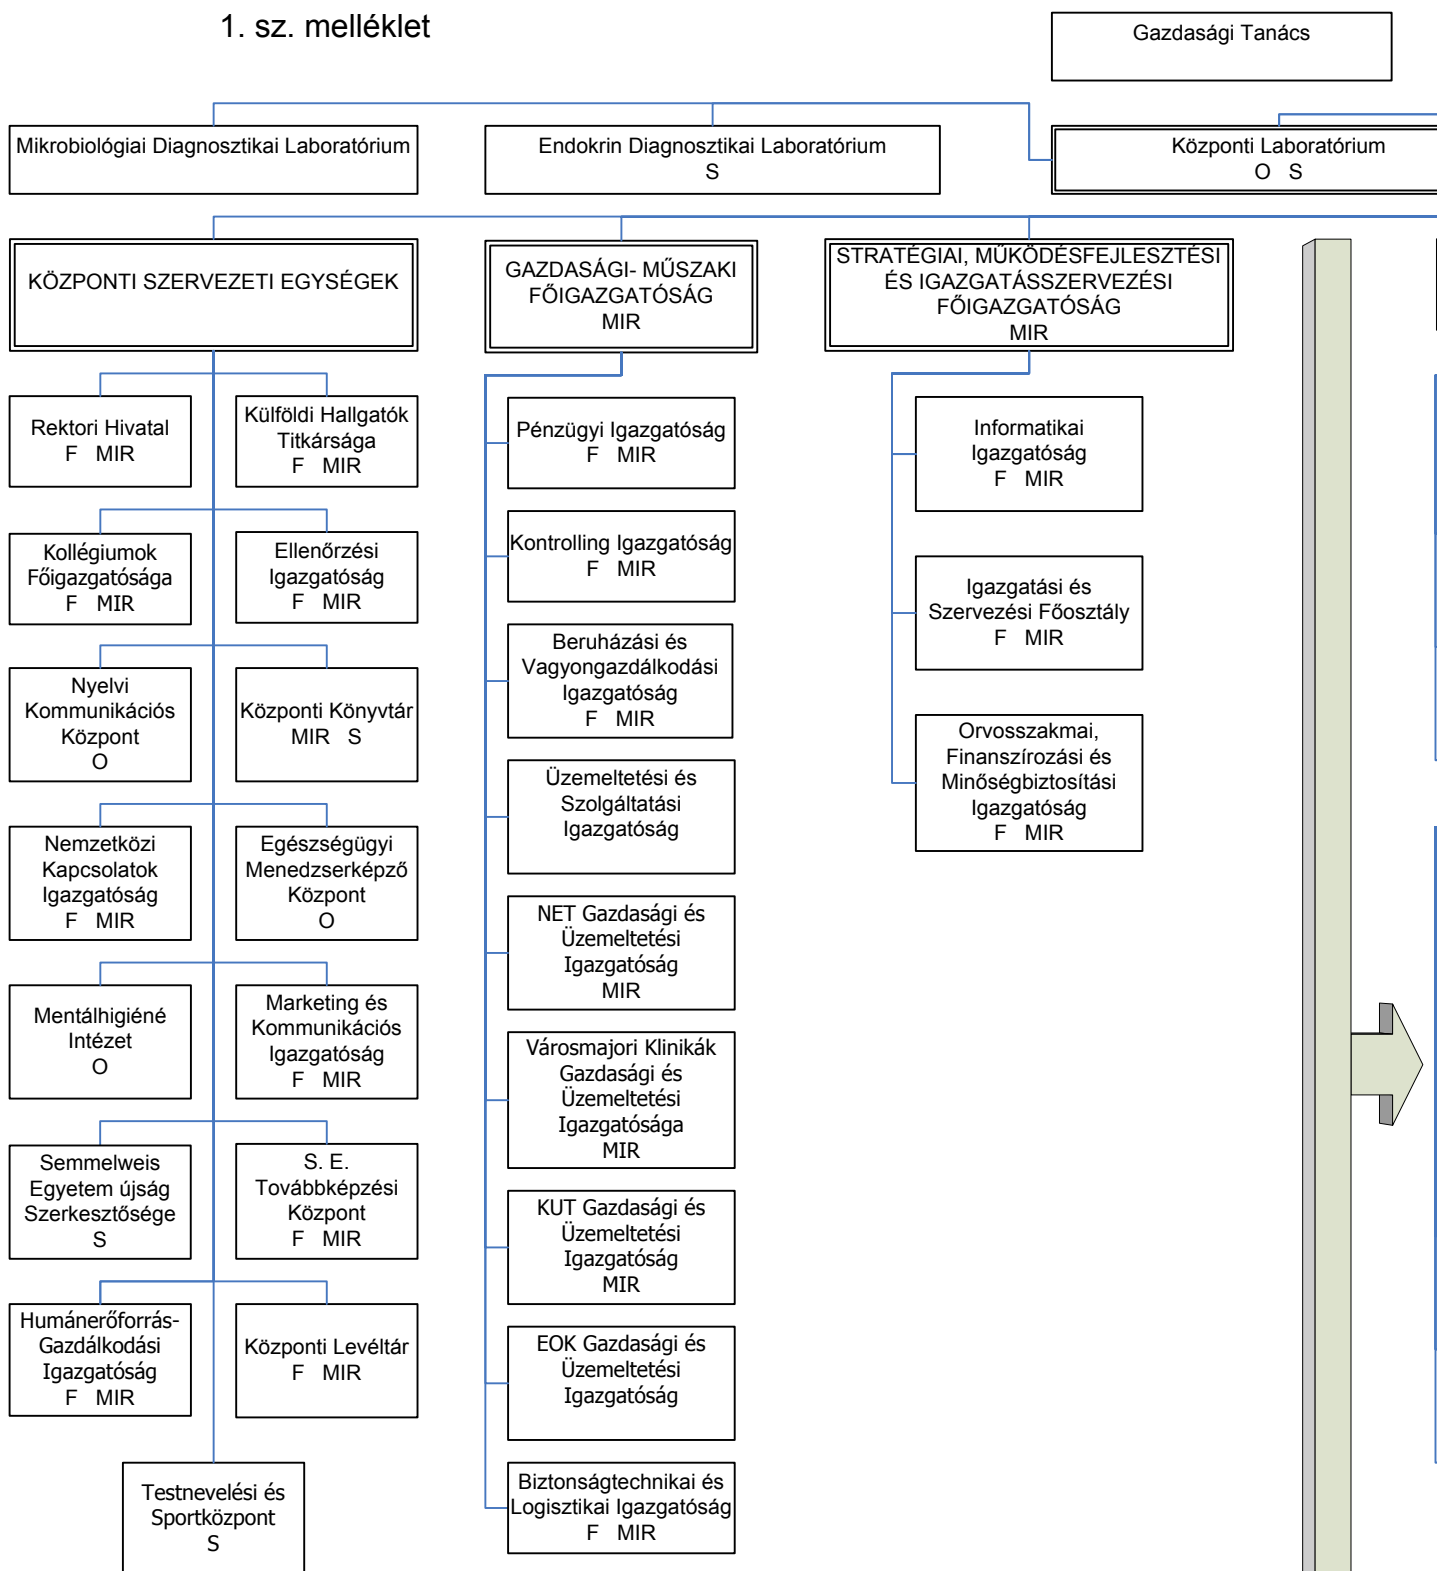 1. sz. melléklet
Gazdasági Tanács
Mikrobiológiai Diagnosztikai Laboratórium
Endokrin Diagnosztikai Laboratórium
S
Központi Laboratórium
O S
KÖZPONTI SZERVEZETI EGYSÉGEK
GAZDASÁGI- MŰSZAKI
FŐIGAZGATÓSÁG
MIR
STRATÉGIAI, MŰKÖDÉSFEJLESZTÉSI
ÉS IGAZGATÁSSZERVEZÉSI
FŐIGAZGATÓSÁG
MIR
Rektori Hivatal
F MIR
Külföldi Hallgatók
Titkársága
F MIR
Kollégiumok
Főigazgatósága
F MIR
Ellenőrzési
Igazgatóság
F MIR
Nyelvi
Kommunikációs
Központ
O
Központi Könyvtár
MIR S
Nemzetközi
Kapcsolatok
Igazgatóság
F MIR
Egészségügyi
Menedzserképző
Központ
O
Mentálhigiéné
Intézet
O
Marketing és
Kommunikációs
Igazgatóság
F MIR
Semmelweis
Egyetem újság
Szerkesztősége
S
S. E.
Továbbképzési
Központ
F MIR
Humánerőforrás-
Gazdálkodási
Igazgatóság
F MIR
Központi Levéltár
F MIR
Testnevelési és
Sportközpont
S
Pénzügyi Igazgatóság
F MIR
Kontrolling Igazgatóság
F MIR
Beruházási és
Vagyongazdálkodási
Igazgatóság
F MIR
Üzemeltetési és
Szolgáltatási
Igazgatóság
NET Gazdasági és
Üzemeltetési
Igazgatóság
MIR
Városmajori Klinikák
Gazdasági és
Üzemeltetési
Igazgatósága
MIR
KUT Gazdasági és
Üzemeltetési
Igazgatóság
MIR
EOK Gazdasági és
Üzemeltetési
Igazgatóság
Biztonságtechnikai és
Logisztikai Igazgatóság
F MIR
Informatikai
Igazgatóság
F MIR
Igazgatási és
Szervezési Főosztály
F MIR
Orvosszakmai,
Finanszírozási és
Minőségbiztosítási
Igazgatóság
F MIR